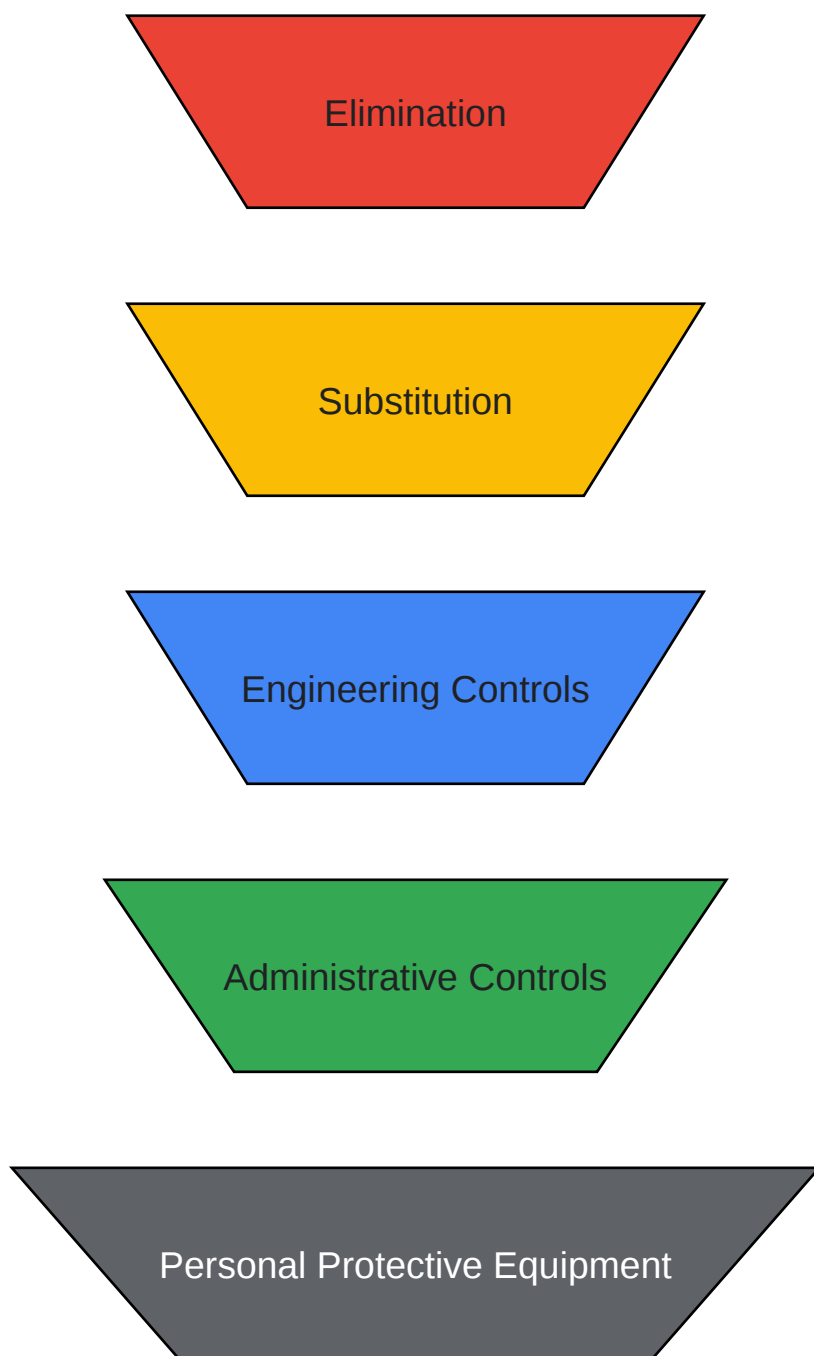 Elimination
Substitution
Engineering Controls
Administrative Controls
Personal Protective Equipment